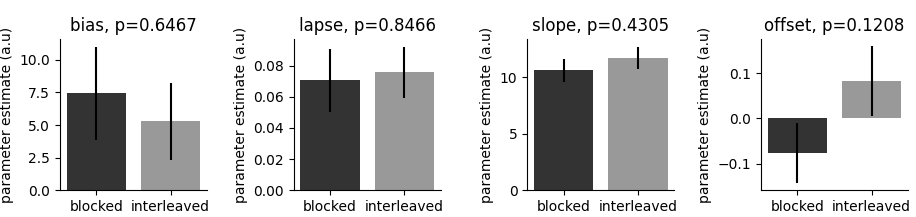 bias, p=0.6467
parameter estimate (a.u)
10.0
7.5
5.0
2.5
0.0
blocked interleaved
lapse, p=0.8466
parameter estimate (a.u)
0.08
0.06
0.04
0.02
0.00
blocked interleaved
slope, p=0.4305
parameter estimate (a.u)
10
5
0
blocked interleaved
offset, p=0.1208
parameter estimate (a.u)
0.1
0.0
−0.1
blocked interleaved